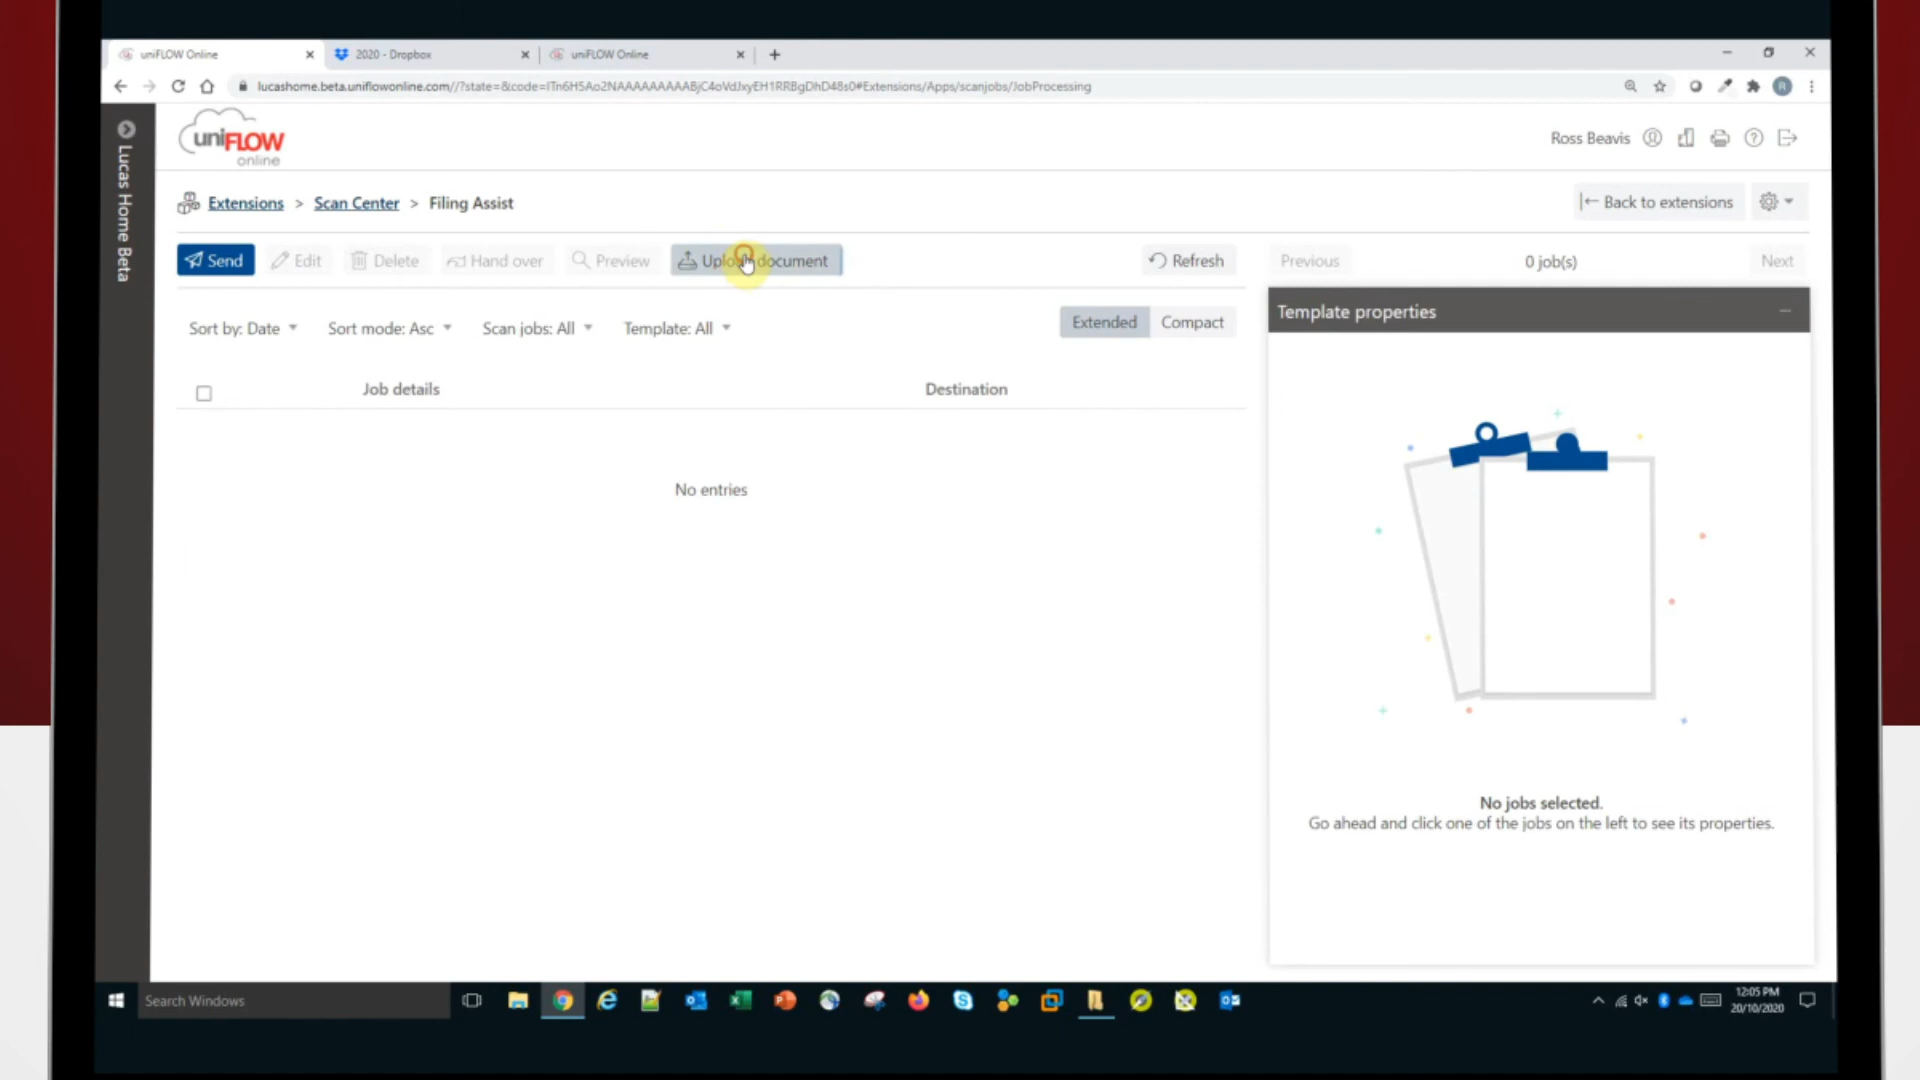 uniFLOW Online
2020 - Dropbox
uniFLOW Online
lucashome.beta.uniflowonline.com//?state=&code=ITn6H5Ao2NAAAAAAAAABjC4oVdJxyEH1RRBgDhD48s0#Extensions/Apps/scanjobs/JobProcessing
R
Lucas Home Beta
uniFLOW
online
Ross Beavis
Extensions > Scan Center > Filing Assist
Back to extensions
Send
Edit
Delete
Hand over
Preview
Upload document
Refresh
Previous
0 job(s)
Next
Template properties
Sort by: Date
Sort mode: Asc
Scan jobs: All
Template: All
Extended
Compact
Job details
Destination
No entries
No jobs selected.
Go ahead and click one of the jobs on the left to see its properties.
Search Windows
12:05 PM
20/10/2020